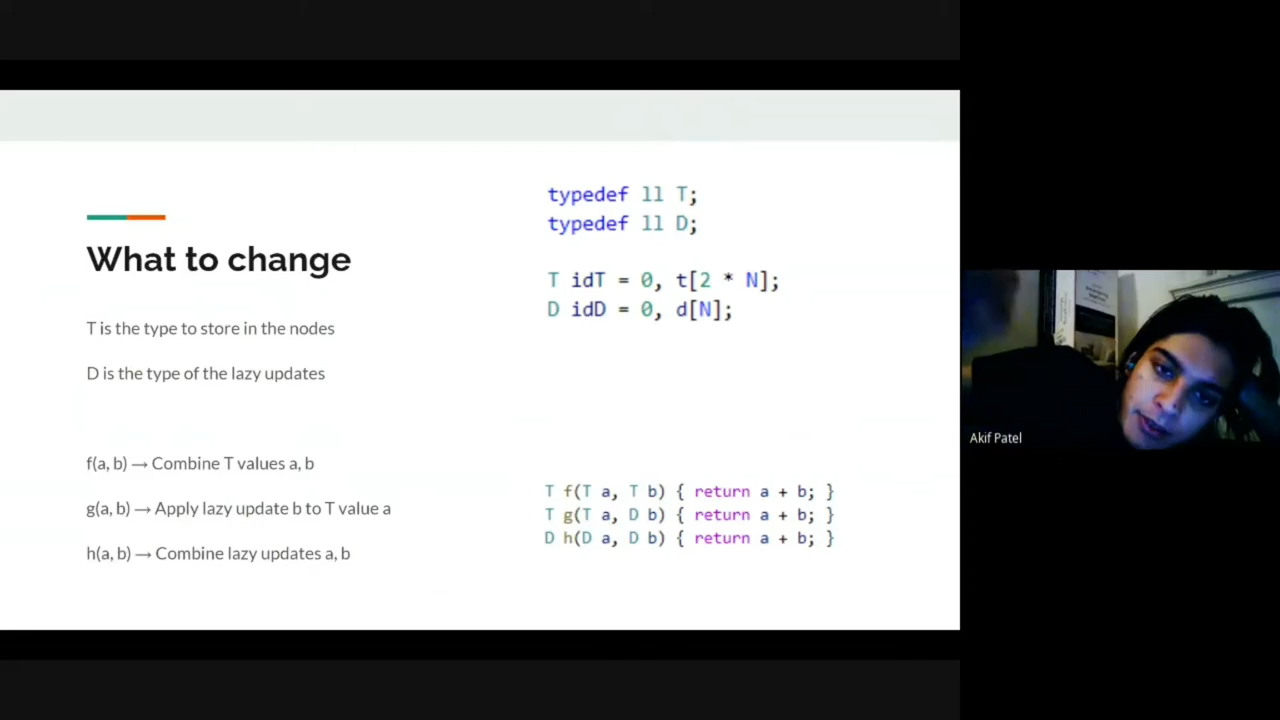 What to change
T is the type to store in the nodes
D is the type of the lazy updates
f(a, b) → Combine T values a, b
g(a, b) → Apply lazy update b to T value a
h(a, b) → Combine lazy updates a, b
typedef ll T;
typedef ll D;
T idT = 0, t[2 * N];
D idD = 0, d[N];
T f(T a, T b) { return a + b; }
T g(T a, D b) { return a + b; }
D h(D a, D b) { return a + b; }
Akif Patel